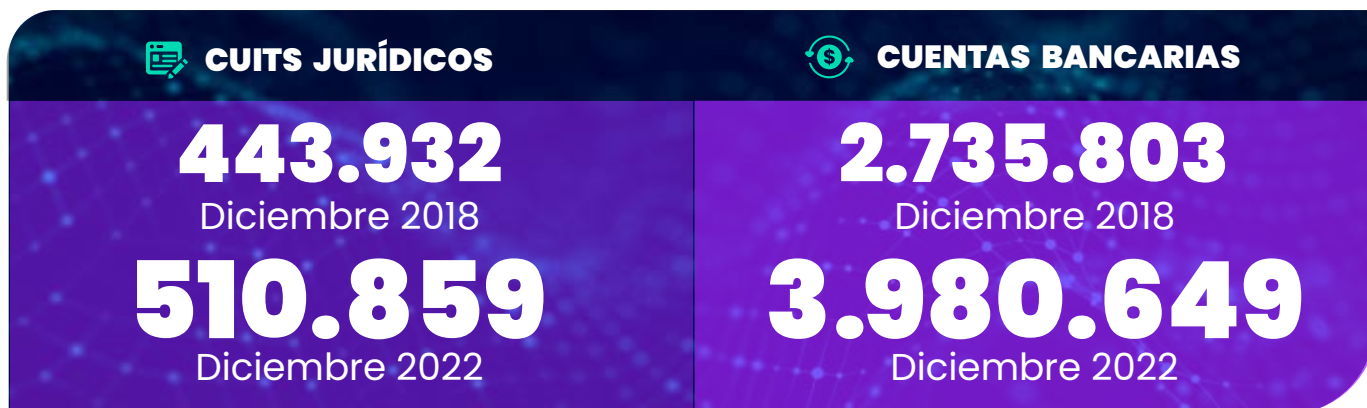 CUITS JURÍDICOS
443.932
Diciembre 2018
510.859
Diciembre 2022
CUENTAS BANCARIAS
2.735.803
Diciembre 2018
3.980.649
Diciembre 2022